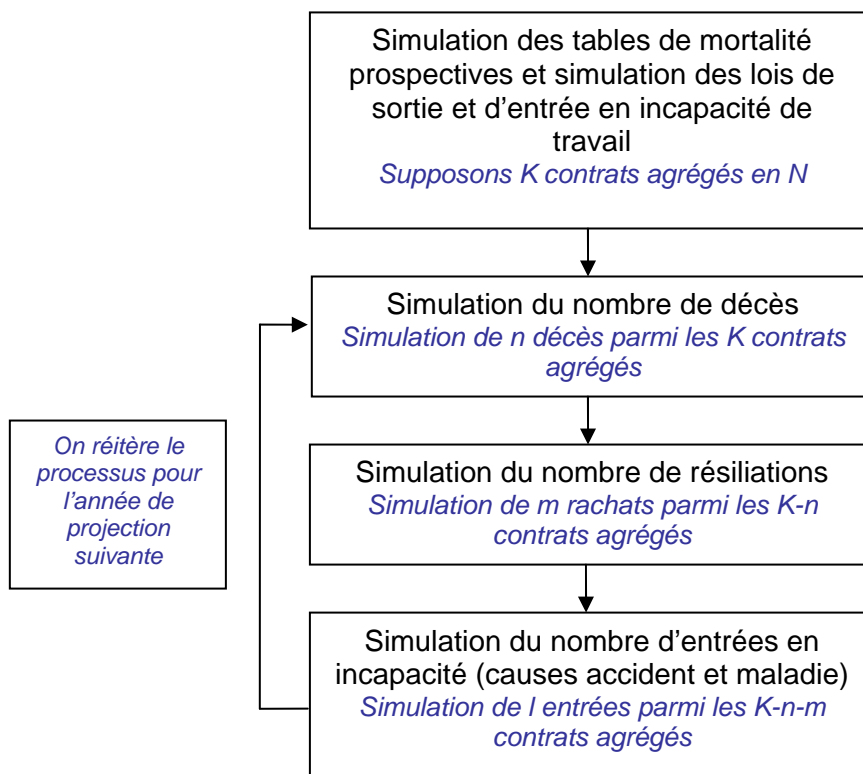 Simulation des tables de mortalité
prospectives et simulation des lois de
sortie et d'entrée en incapacité de
travail
Supposons K contrats agrégés en N
Simulation du nombre de décès
Simulation de n décès parmi les K contrats
agrégés
On réitère le
processus pour
l'année de
projection
suivante
Simulation du nombre de résiliations
Simulation de m rachats parmi les K-n
contrats agrégés
Simulation du nombre d'entrées en
incapacité (causes accident et maladie)
Simulation de l entrées parmi les K-n-m
contrats agrégés